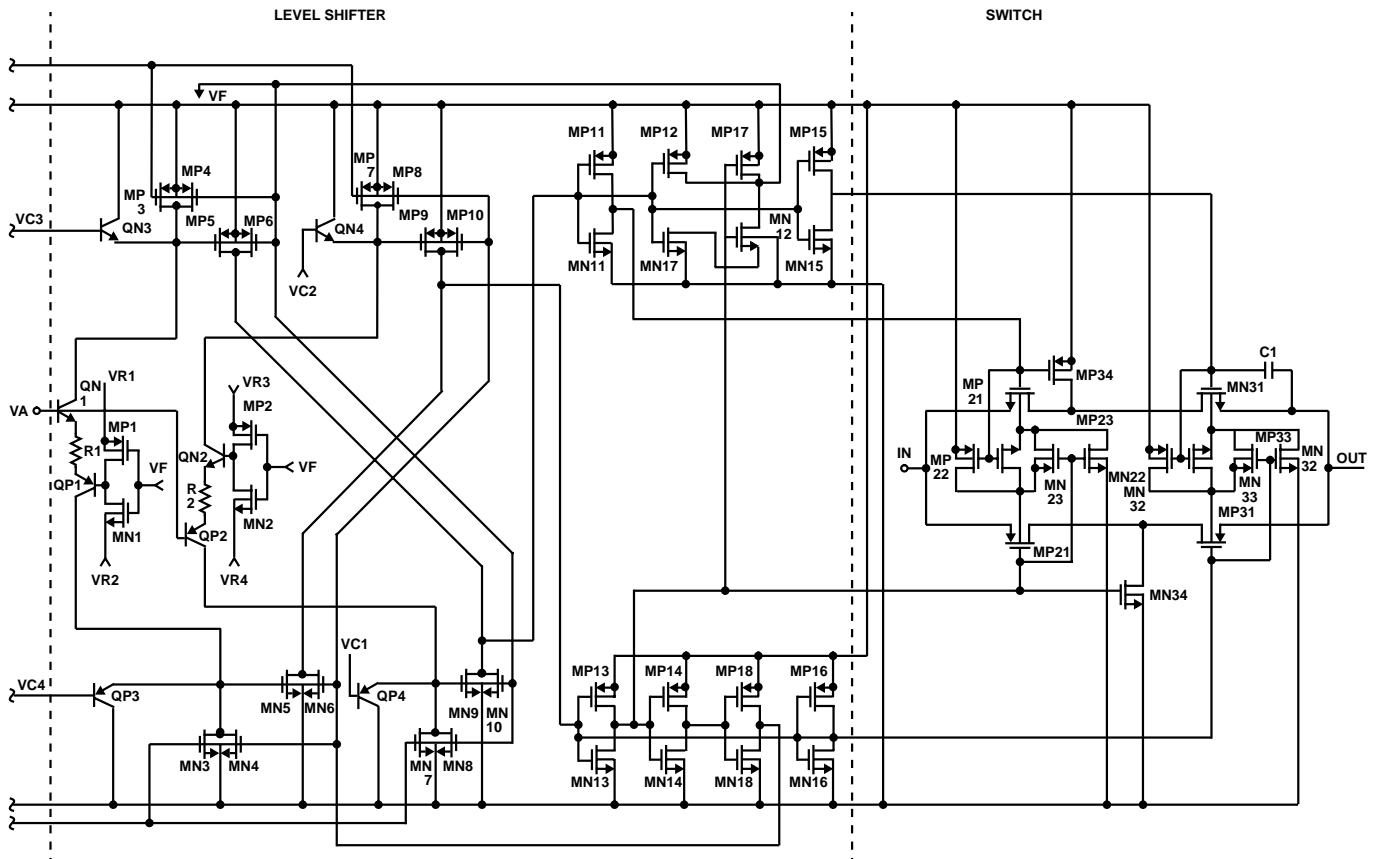 LEVEL SHIFTER
SWITCH
VF
MP11
MP12
MP17
MP15
MP4
MP
3
MP
7
MP8
MP5
MP6
MP9
MP10
VC3
QN3
QN4
VC2
MN
12
MN11
MN17
MN15
C1
MP
21
MP34
MN31
QN
1
VR1
VR3
VA
MP1
MP2
MP23
MP33
R1
QN2
VF
VF
IN
MP
22
MN
23
MN22
MN
32
MN
33
MN
32
OUT
QP1
R
2
MN1
MN2
QP2
MP31
MP21
VR2
VR4
MN34
VC1
MP13
MP14
MP18
MP16
VC4
QP3
QP4
MN5
MN6
MN9
MN
10
MN3
MN4
MN
7
MN8
MN13
MN14
MN18
MN16